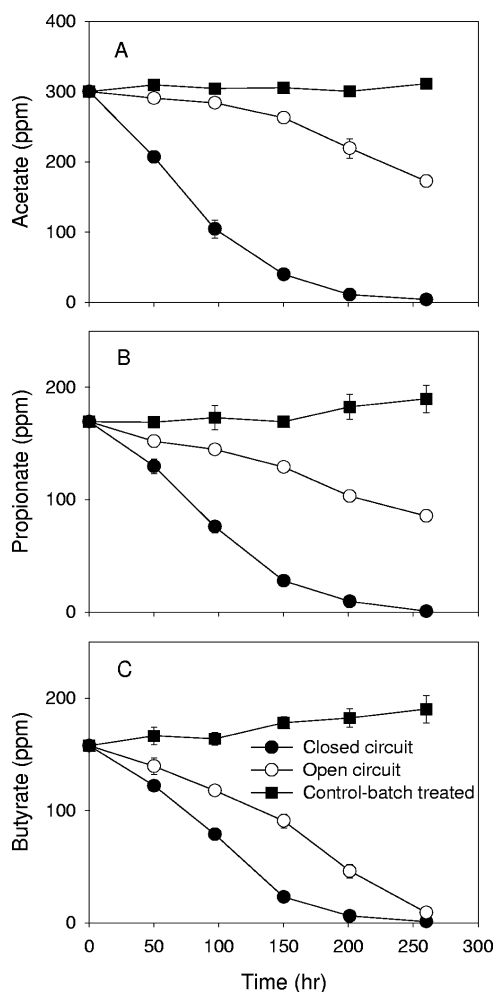 400
A
300
200
100
0
Acetate (ppm)
B
200
100
0
Propionate (ppm)
C
200
Closed circuit
Open circuit
Control-batch treated
100
0
Butyrate (ppm)
0 50 100 150 200 250 300
Time (hr)